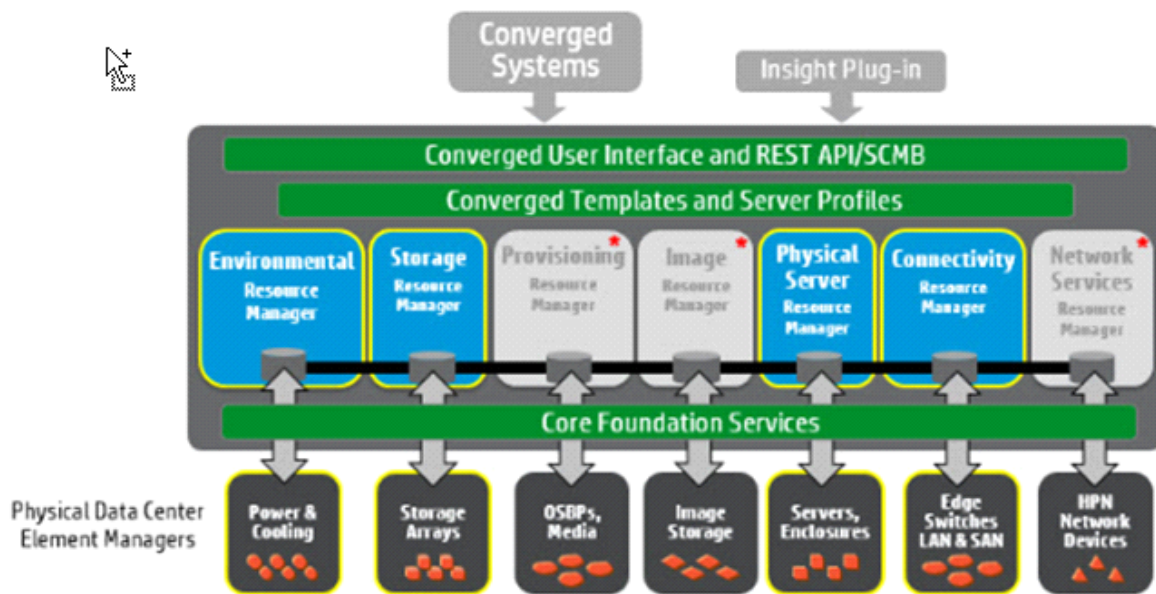 Converged
Systems
Insight Plug-in
Converged User Interface and REST API/SCMB
Converged Templates and Server Profiles
Environmental
Resource
Manager
Storage
Resource
Manager
Provisioning *
Resource
Manager
Image *
Resource
Manager
Physical
Server
Resource
Manager
Connectivity
Resource
Manager
Network *
Services
Resource
Manager
Core Foundation Services
Physical Data Center
Element Managers
Power &
Cooling
Storage
Arrays
OSBPs,
Media
Image
Storage
Servers,
Enclosures
Edge
Switches
LAN & SAN
HPN
Network
Devices